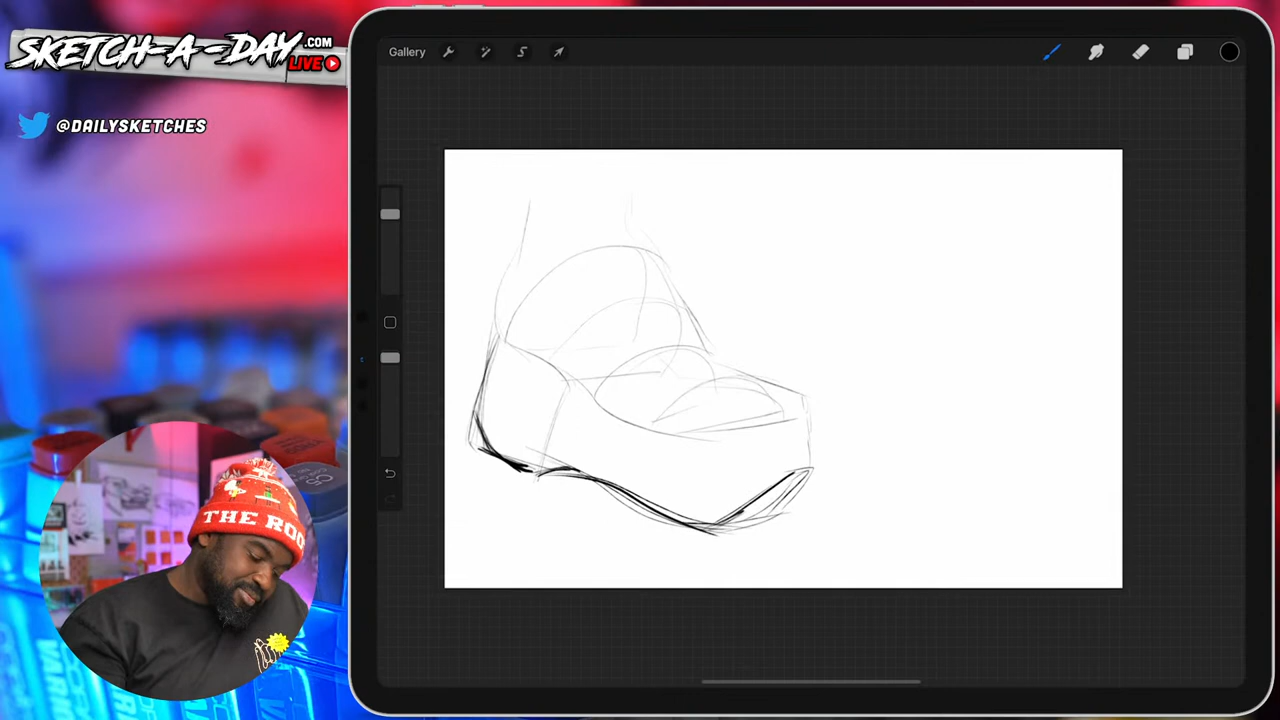 SKETCH-A-DAY.COM
LIVE
@DAILYSKETCHES
Gallery
THE ROO